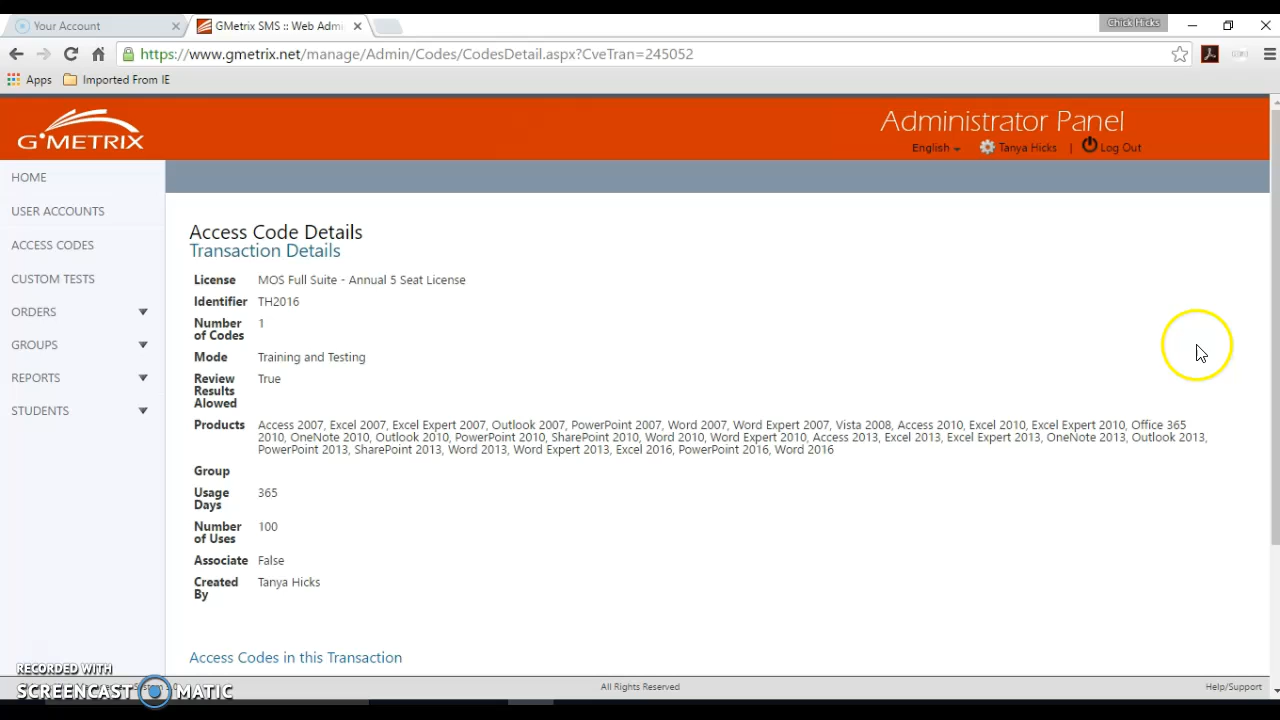 Your Account
GMetrix SMS :: Web Admi
Chick Hicks
https://www.gmetrix.net/manage/Admin/Codes/CodesDetail.aspx?CveTran=245052
Apps
Imported From IE
GMETRIX
Administrator Panel
English
Tanya Hicks
|
Log Out
HOME
USER ACCOUNTS
ACCESS CODES
CUSTOM TESTS
ORDERS
GROUPS
REPORTS
STUDENTS
Access Code Details
Transaction Details
License MOS Full Suite - Annual 5 Seat License
Identifier TH2016
Number 1
of Codes
Mode Training and Testing
Review True
Results
Alowed
Products Access 2007, Excel 2007, Excel Expert 2007, Outlook 2007, PowerPoint 2007, Word 2007, Word Expert 2007, Vista 2008, Access 2010, Excel 2010, Excel Expert 2010, Office 365
2010, OneNote 2010, Outlook 2010, PowerPoint 2010, SharePoint 2010, Word 2010, Word Expert 2010, Access 2013, Excel 2013, Excel Expert 2013, OneNote 2013, Outlook 2013,
PowerPoint 2013, SharePoint 2013, Word 2013, Word Expert 2013, Excel 2016, PowerPoint 2016, Word 2016
Group
Usage 365
Days
Number 100
of Uses
Associate False
Created Tanya Hicks
By
Access Codes in this Transaction
All Rights Reserved
Help/Support
RECORDED WITH
SCREENCAST MATIC